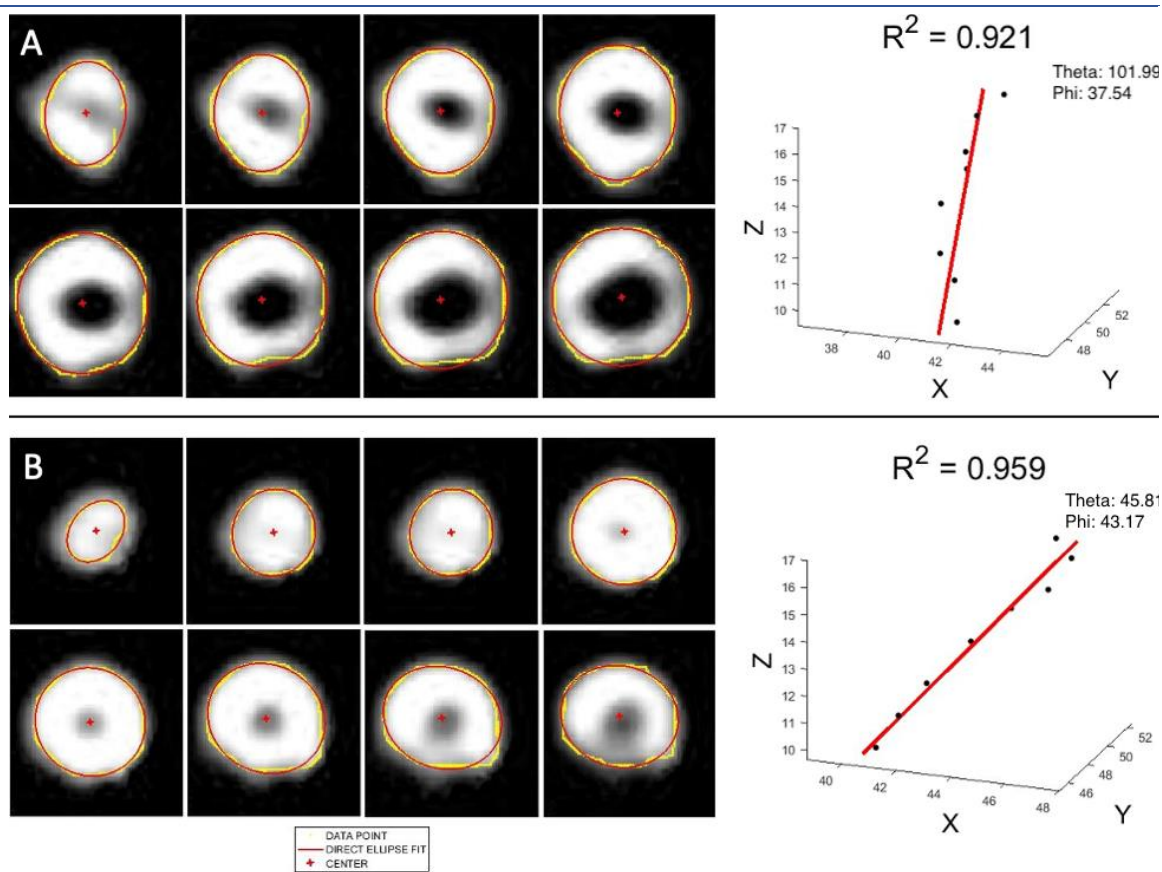 A
R² = 0.921
Theta: 101.99
Phi: 37.54
17
16
15
14
13
12
11
10
Z
38
40
42
44
X
48
50
52
Y
B
R² = 0.959
Theta: 45.81
Phi: 43.17
17
16
15
14
13
12
11
10
Z
40
42
44
46
48
X
46
48
50
52
Y
DATA POINT
DIRECT ELLIPSE FIT
CENTER